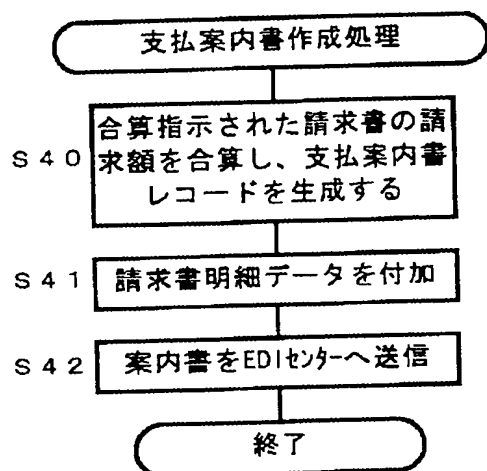 支払案内書作成処理
合算指示された請求書の請
S40 求額を合算し、支払案内書
レコードを生成する
S41 請求書明細データを付加
S42 案内書をEDIセンターへ送信
終了